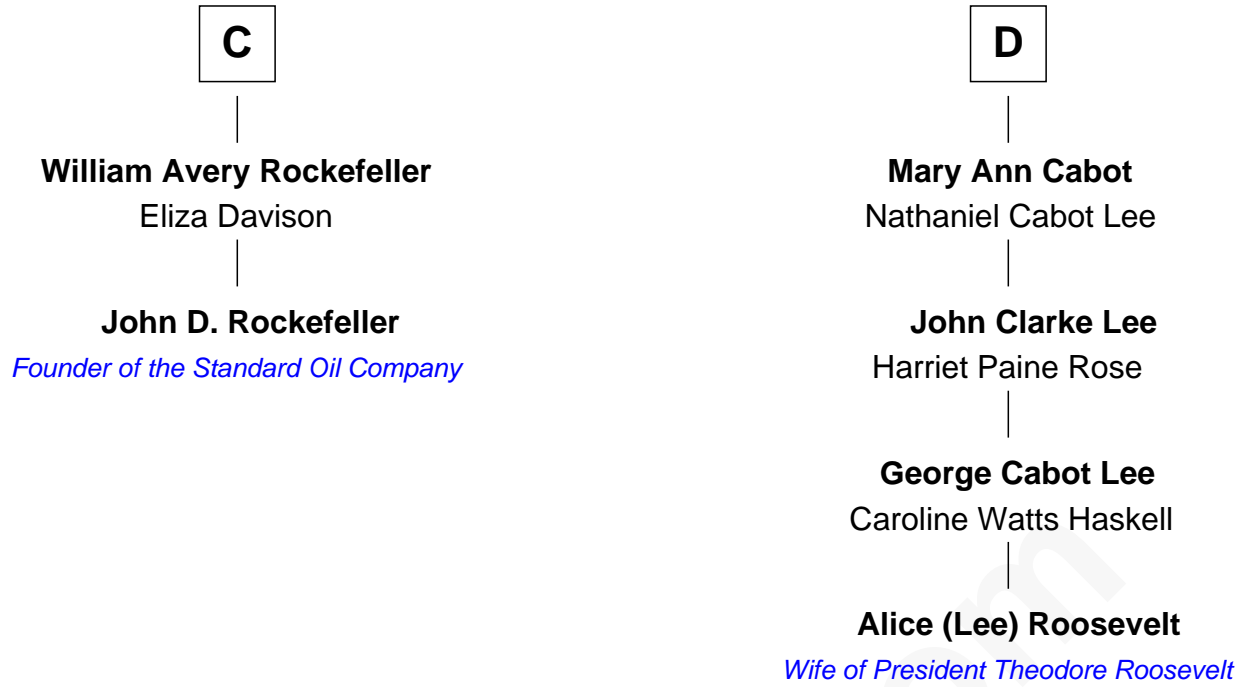 C
William Avery Rockefeller
Eliza Davison
John D. Rockefeller
Founder of the Standard Oil Company
D
Mary Ann Cabot
Nathaniel Cabot Lee
John Clarke Lee
Harriet Paine Rose
George Cabot Lee
Caroline Watts Haskell
Alice (Lee) Roosevelt
Wife of President Theodore Roosevelt